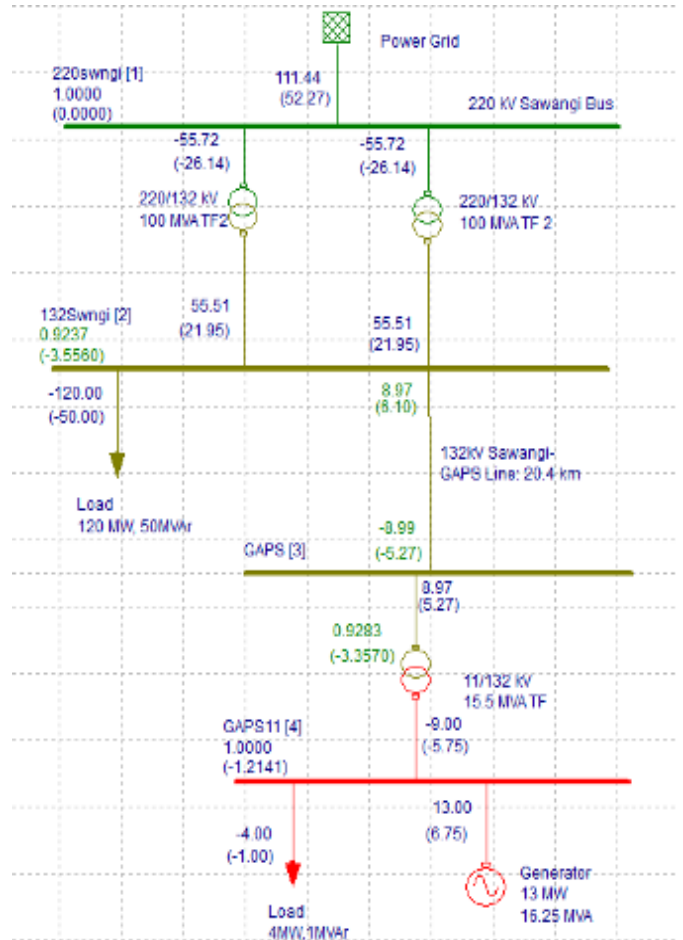 Power Grid
220swngi [1]
1.0000
(0.0000)
111.44
(52.27)
220 kV Sawangi Bus
-55.72
(-26.14)
-55.72
(-26.14)
220/132 kV
100 MVA TF2
220/132 kV
100 MVA TF 2
132Swngi [2]
0.9237
(-3.5560)
55.51
(21.95)
55.51
(21.95)
-120.00
(-50.00)
8.97
(6.10)
132kV Sawangi-
GAPS Line: 20.4 km
Load
120 MW, 50MVAr
-8.99
(-5.27)
GAPS [3]
8.97
(5.27)
0.9283
(-3.3570)
11/132 kV
15.5 MVA TF
GAPS11 [4]
1.0000
(-1.2141)
-9.00
(-5.75)
13.00
(6.75)
-4.00
(-1.00)
Generator
13 MW
16.25 MVA
Load
4MW,1MVAr